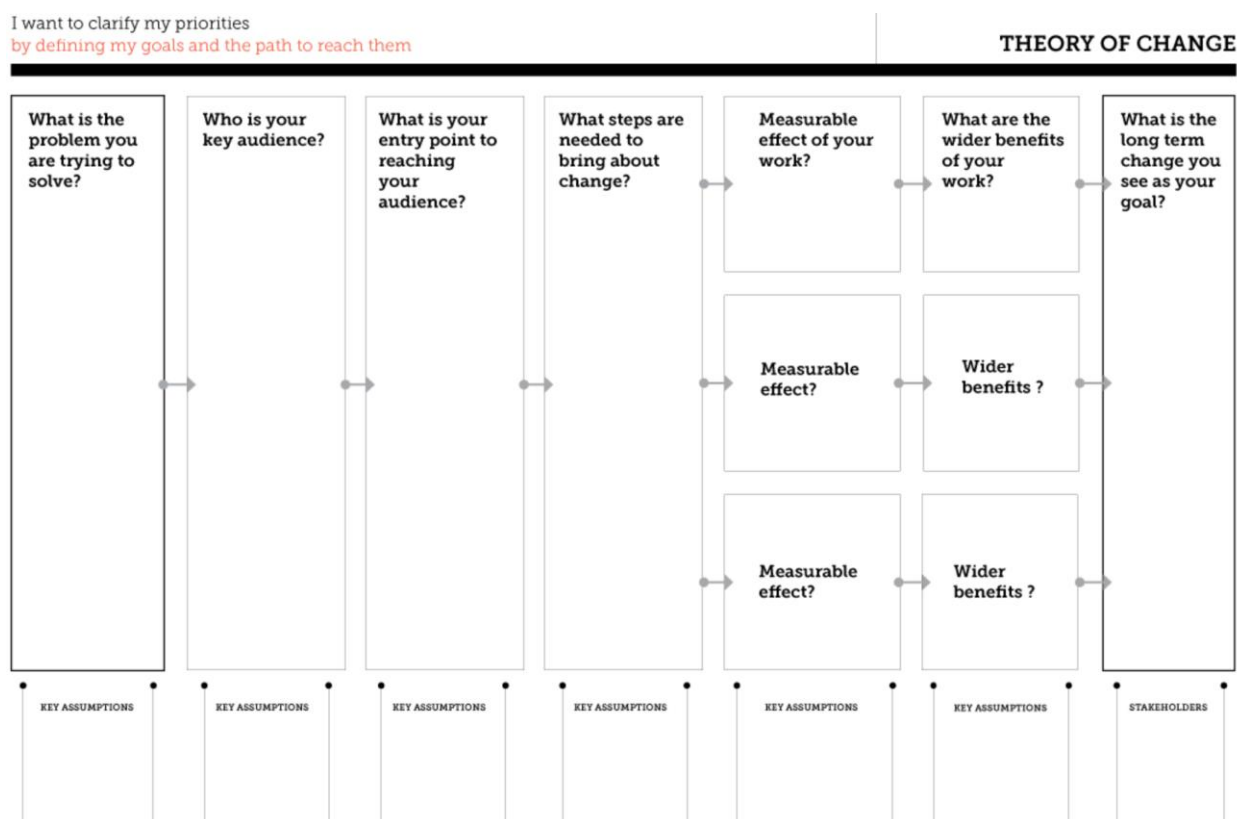 I want to clarify my priorities
by defining my goals and the path to reach them
THEORY OF CHANGE
What is the
problem you
are trying to
solve?
Who is your
key audience?
What is your
entry point to
reaching
your
audience?
What steps are
needed to
bring about
change?
Measurable
effect of your
work?
What are the
wider benefits
of your
work?
What is the
long term
change you
see as your
goal?
Measurable
effect?
Wider
benefits ?
Measurable
effect?
Wider
benefits ?
KEY ASSUMPTIONS
KEY ASSUMPTIONS
KEY ASSUMPTIONS
KEY ASSUMPTIONS
KEY ASSUMPTIONS
KEY ASSUMPTIONS
STAKEHOLDERS